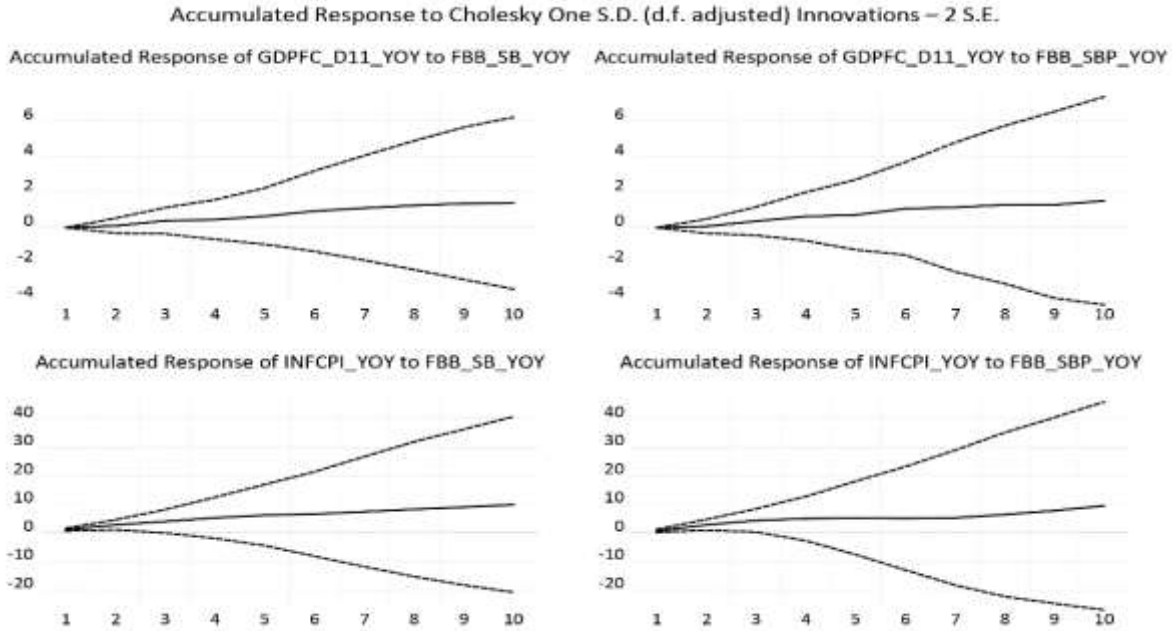 Accumulated Response to Cholesky One S.D. (d.f. adjusted) Innovations – 2 S.E.
Accumulated Response of GDPFC_D11_YOY to FBB_SB_YOY
Accumulated Response of GDPFC_D11_YOY to FBB_SBP_YOY
6
4
2
0
-2
-4
1 2 3 4 5 6 7 8 9 10
6
4
2
0
-2
-4
1 2 3 4 5 6 7 8 9 10
Accumulated Response of INFCPI_YOY to FBB_SB_YOY
Accumulated Response of INFCPI_YOY to FBB_SBP_YOY
40
30
20
10
0
-10
-20
1 2 3 4 5 6 7 8 9 10
40
30
20
10
0
-10
-20
1 2 3 4 5 6 7 8 9 10